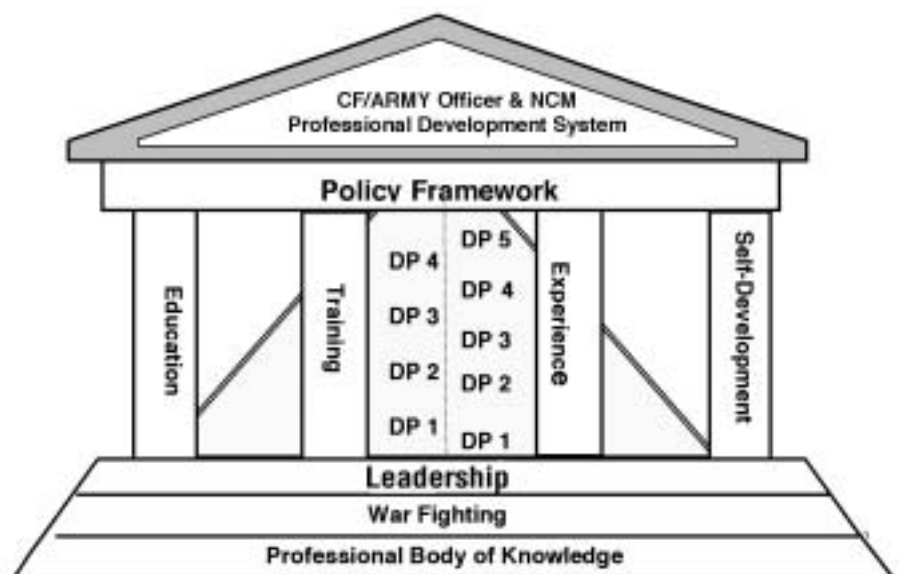 CF/ARMY Officer & NCM
Professional Development System
Policy Framework
Education
Training
DP 4
DP 3
DP 2
DP 1
DP 5
DP 4
DP 3
DP 2
DP 1
Experience
Self-Development
Leadership
War Fighting
Professional Body of Knowledge